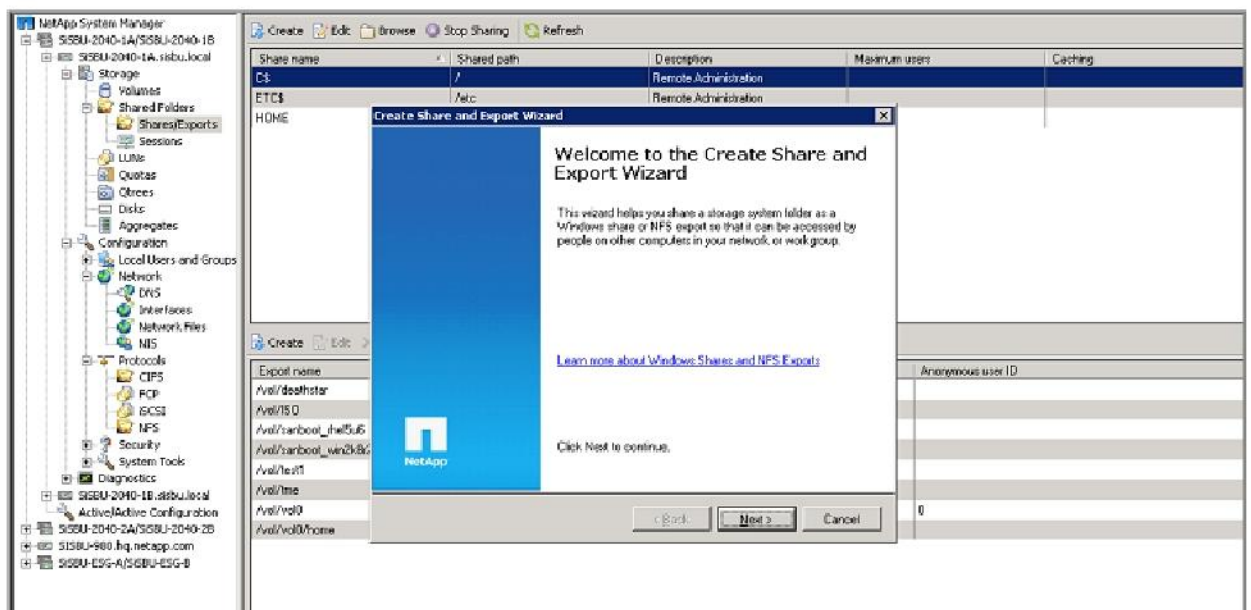 NetApp System Manager
SiSBU-2040-1A/SiSBU-2040-1B
SiSBU-2040-1A.sisbu.local
Storage
Volumes
Shared Folders
Shares/Exports
Sessions
LUNs
Quotas
Qtrees
Disks
Aggregates
Configuration
Local Users and Groups
Network
DNS
Interfaces
Network Files
NIS
Protocols
CIFS
FCP
iSCSI
NFS
Security
System Tools
Diagnostics
SiSBU-2040-1B.sisbu.local
Active/Active Configuration
SiSBU-2040-2A/SiSBU-2040-2B
SISBU-980.hq.netapp.com
SiSBU-ESG-A/SiSBU-ESG-B
Create Edit Browse Stop Sharing Refresh
Share name Shared path Description Maximum users Caching
C$ / Remote Administration
ETC$ /etc Remote Administration
HOME
Create Share and Export Wizard
Welcome to the Create Share and
Export Wizard
This wizard helps you share a storage system folder as a
Windows share or NFS export so that it can be accessed by
people on other computers in your network or workgroup.
Learn more about Windows Shares and NFS Exports
Click Next to continue.
NetApp
< Back Next > Cancel
Create Edit
Export name Anonymous user ID
/vol/deathstar
/vol/ISO
/vol/sanboot_rhel5u6
/vol/test1
/vol/tme
/vol/vol0 0
/vol/vol0/home